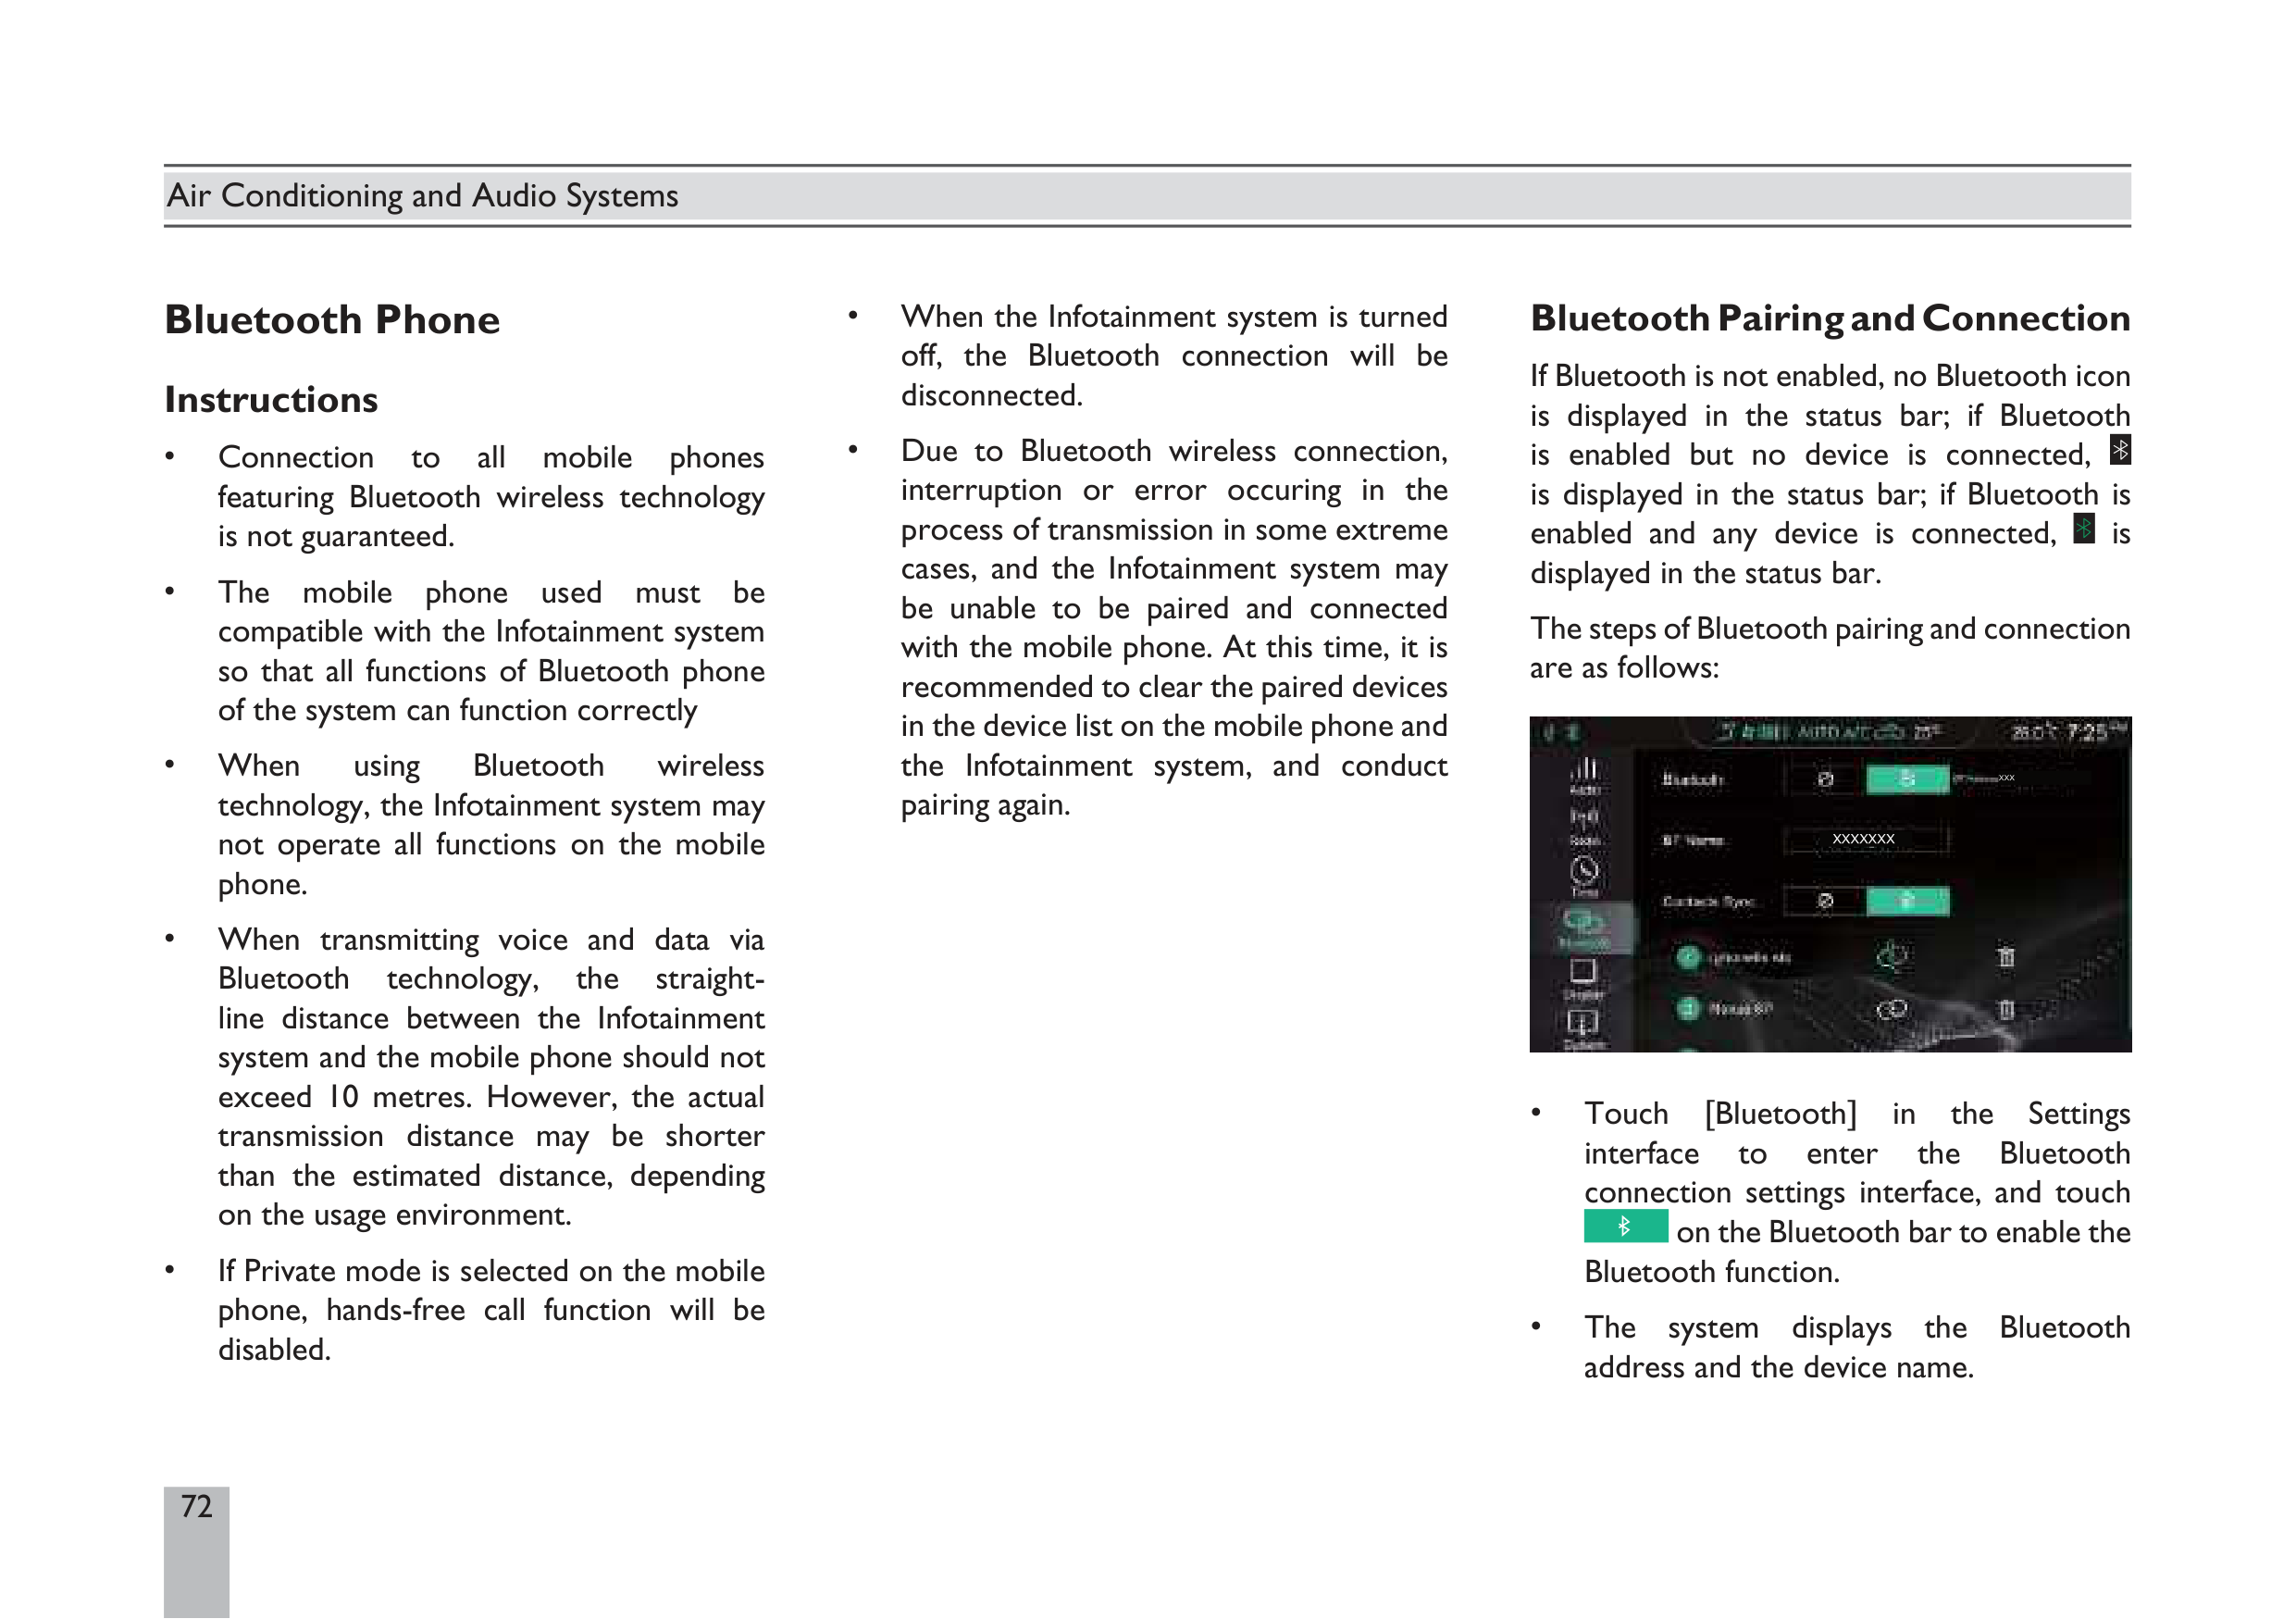 Air Conditioning and Audio Systems
Bluetooth Phone
Instructions
• Connection to all mobile phones
featuring Bluetooth wireless technology
is not guaranteed.
• The mobile phone used must be
compatible with the Infotainment system
so that all functions of Bluetooth phone
of the system can function correctly
• When using Bluetooth wireless
technology, the Infotainment system may
not operate all functions on the mobile
phone.
• When transmitting voice and data via
Bluetooth technology, the straight-
line distance between the Infotainment
system and the mobile phone should not
exceed 10 metres. However, the actual
transmission distance may be shorter
than the estimated distance, depending
on the usage environment.
• If Private mode is selected on the mobile
phone, hands-free call function will be
disabled.
• When the Infotainment system is turned
off, the Bluetooth connection will be
disconnected.
• Due to Bluetooth wireless connection,
interruption or error occuring in the
process of transmission in some extreme
cases, and the Infotainment system may
be unable to be paired and connected
with the mobile phone. At this time, it is
recommended to clear the paired devices
in the device list on the mobile phone and
the Infotainment system, and conduct
pairing again.
Bluetooth Pairing and Connection
If Bluetooth is not enabled, no Bluetooth icon
is displayed in the status bar; if Bluetooth
is enabled but no device is connected,
is displayed in the status bar; if Bluetooth is
enabled and any device is connected, is
displayed in the status bar.
The steps of Bluetooth pairing and connection
are as follows:
AUTO A/C
7:25
Audio
Bluetooth
Radio
BT Name
XXXXXXX
Time
Contacts Sync
Bluetooth
Display
• Touch [Bluetooth] in the Settings
interface to enter the Bluetooth
connection settings interface, and touch
on the Bluetooth bar to enable the
Bluetooth function.
• The system displays the Bluetooth
address and the device name.
72